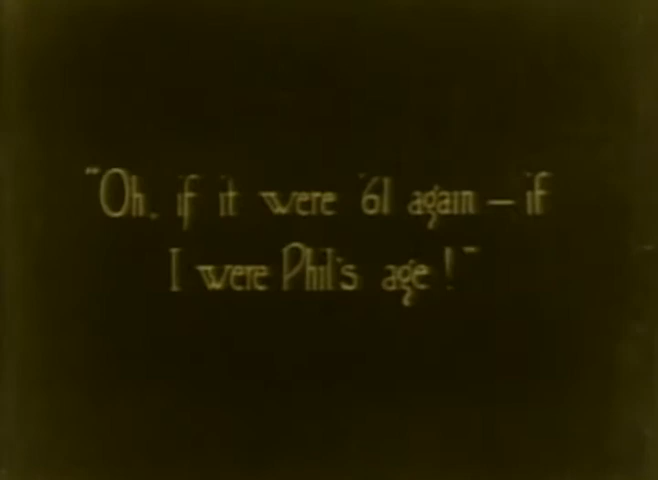 "Oh, if it were '61 again — if
I were Phil's age!"